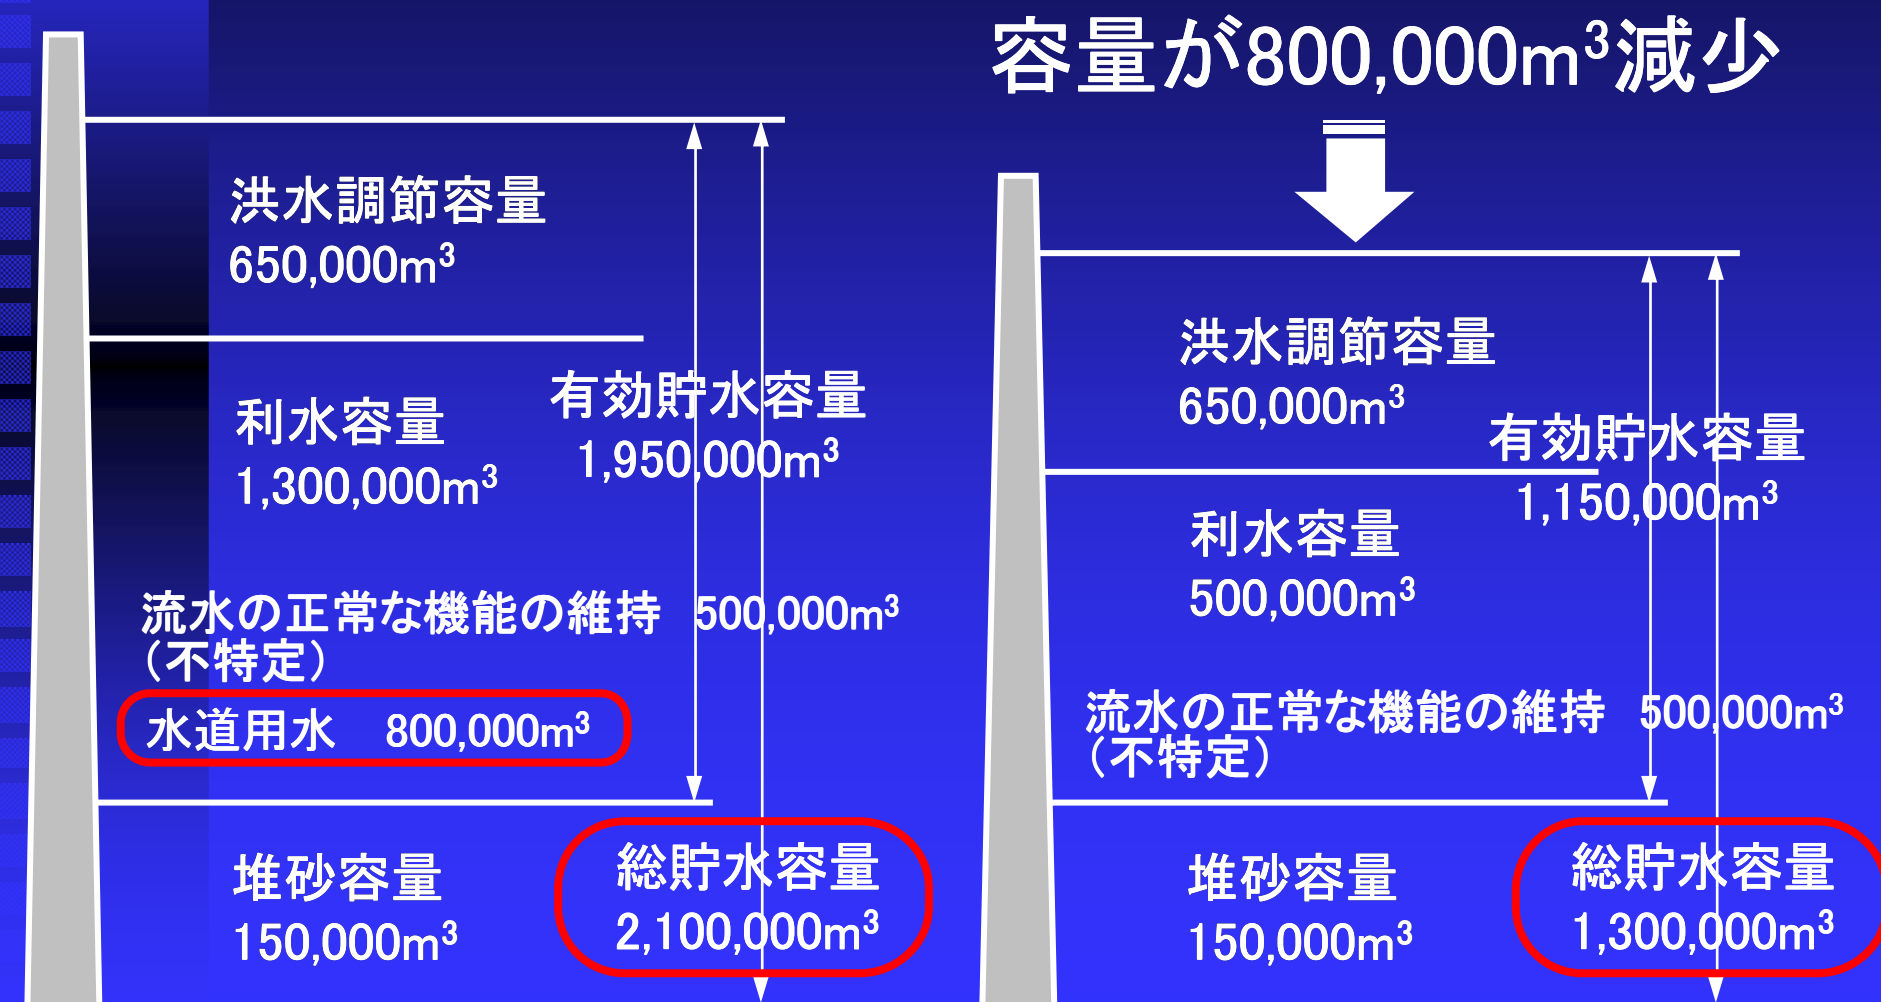 容量が800,000m³減少
洪水調節容量
650,000m³
利水容量
1,300,000m³
有効貯水容量
1,950,000m³
流水の正常な機能の維持 500,000m³
（不特定）
水道用水 800,000m³
堆砂容量
150,000m³
総貯水容量
2,100,000m³
洪水調節容量
650,000m³
有効貯水容量
1,150,000m³
利水容量
500,000m³
流水の正常な機能の維持 500,000m³
（不特定）
堆砂容量
150,000m³
総貯水容量
1,300,000m³